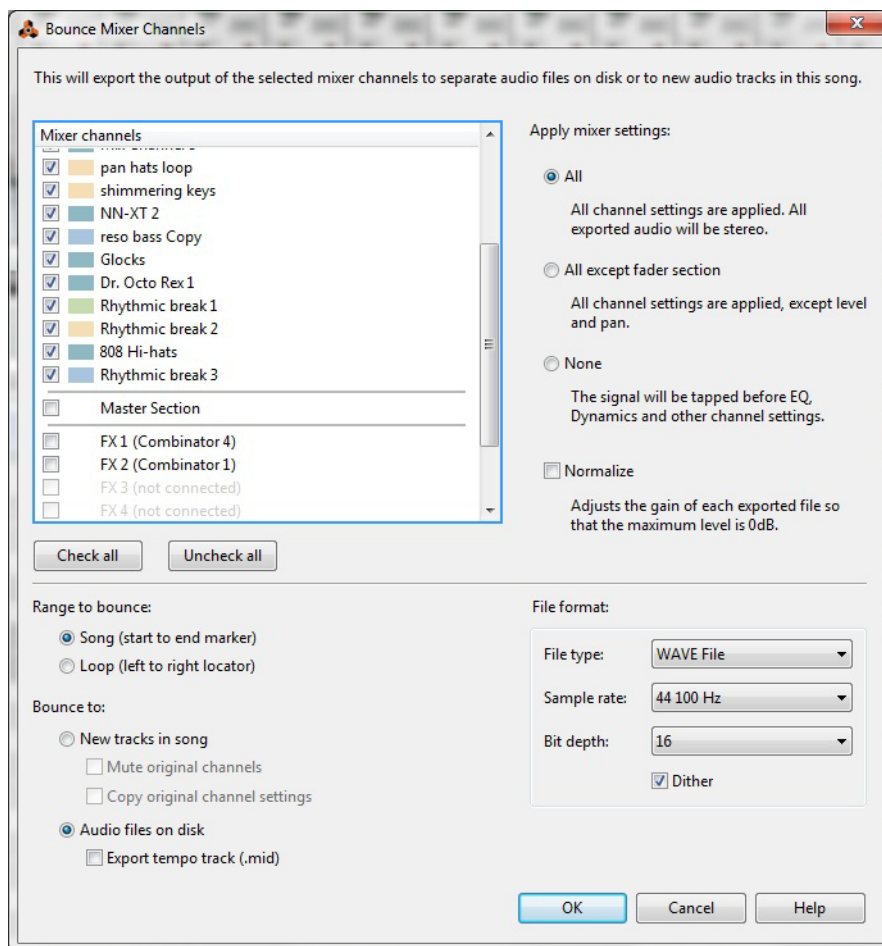 Bounce Mixer Channels
This will export the output of the selected mixer channels to separate audio files on disk or to new audio tracks in this song.
Mixer channels
pan hats loop
shimmering keys
NN-XT 2
reso bass Copy
Glocks
Dr. Octo Rex 1
Rhythmic break 1
Rhythmic break 2
808 Hi-hats
Rhythmic break 3
Master Section
FX 1 (Combinator 4)
FX 2 (Combinator 1)
FX 3 (not connected)
FX 4 (not connected)
Check all
Uncheck all
Apply mixer settings:
All
All channel settings are applied. All
exported audio will be stereo.
All except fader section
All channel settings are applied, except level
and pan.
None
The signal will be tapped before EQ,
Dynamics and other channel settings.
Normalize
Adjusts the gain of each exported file so
that the maximum level is 0dB.
Range to bounce:
Song (start to end marker)
Loop (left to right locator)
Bounce to:
New tracks in song
Mute original channels
Copy original channel settings
Audio files on disk
Export tempo track (.mid)
File format:
File type: WAVE File
Sample rate: 44 100 Hz
Bit depth: 16
Dither
OK
Cancel
Help